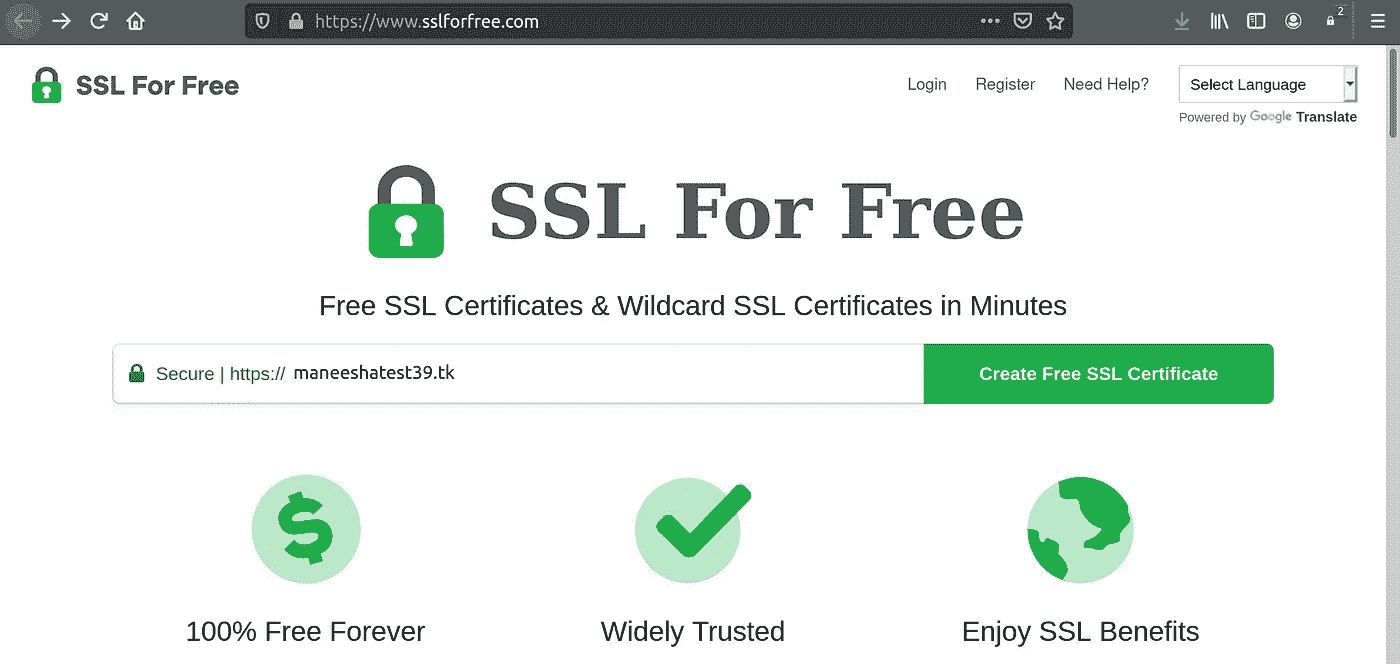 https://www.sslforfree.com
2
SSL For Free
Login Register Need Help? Select Language
Powered by Google Translate
SSL For Free
Free SSL Certificates & Wildcard SSL Certificates in Minutes
Secure | https:// maneeshatest39.tk Create Free SSL Certificate
100% Free Forever Widely Trusted Enjoy SSL Benefits